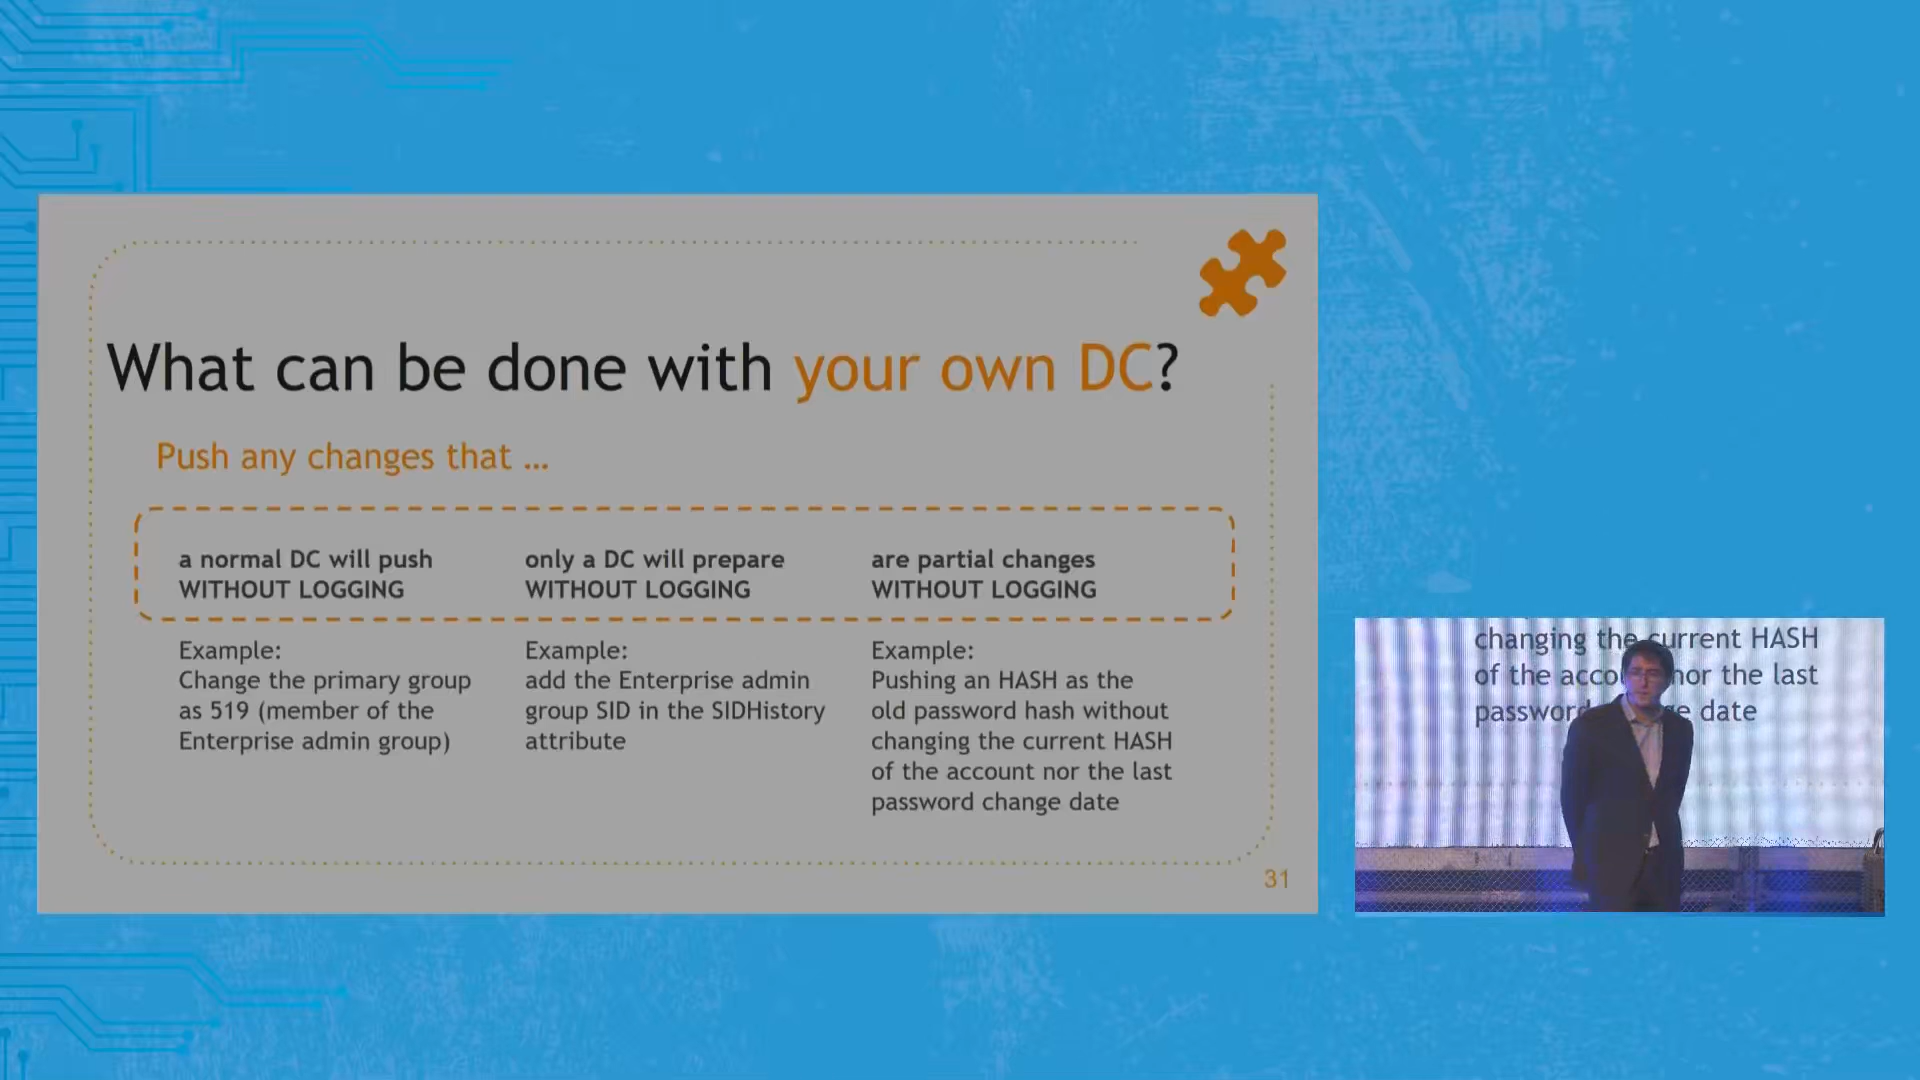 What can be done with your own DC?
Push any changes that ...
a normal DC will push
WITHOUT LOGGING
only a DC will prepare
WITHOUT LOGGING
are partial changes
WITHOUT LOGGING
Example:
Change the primary group
as 519 (member of the
Enterprise admin group)
Example:
add the Enterprise admin
group SID in the SIDHistory
attribute
Example:
Pushing an HASH as the
old password hash without
changing the current HASH
of the account nor the last
password change date
31
changing the current HASH
of the nor the last
password date